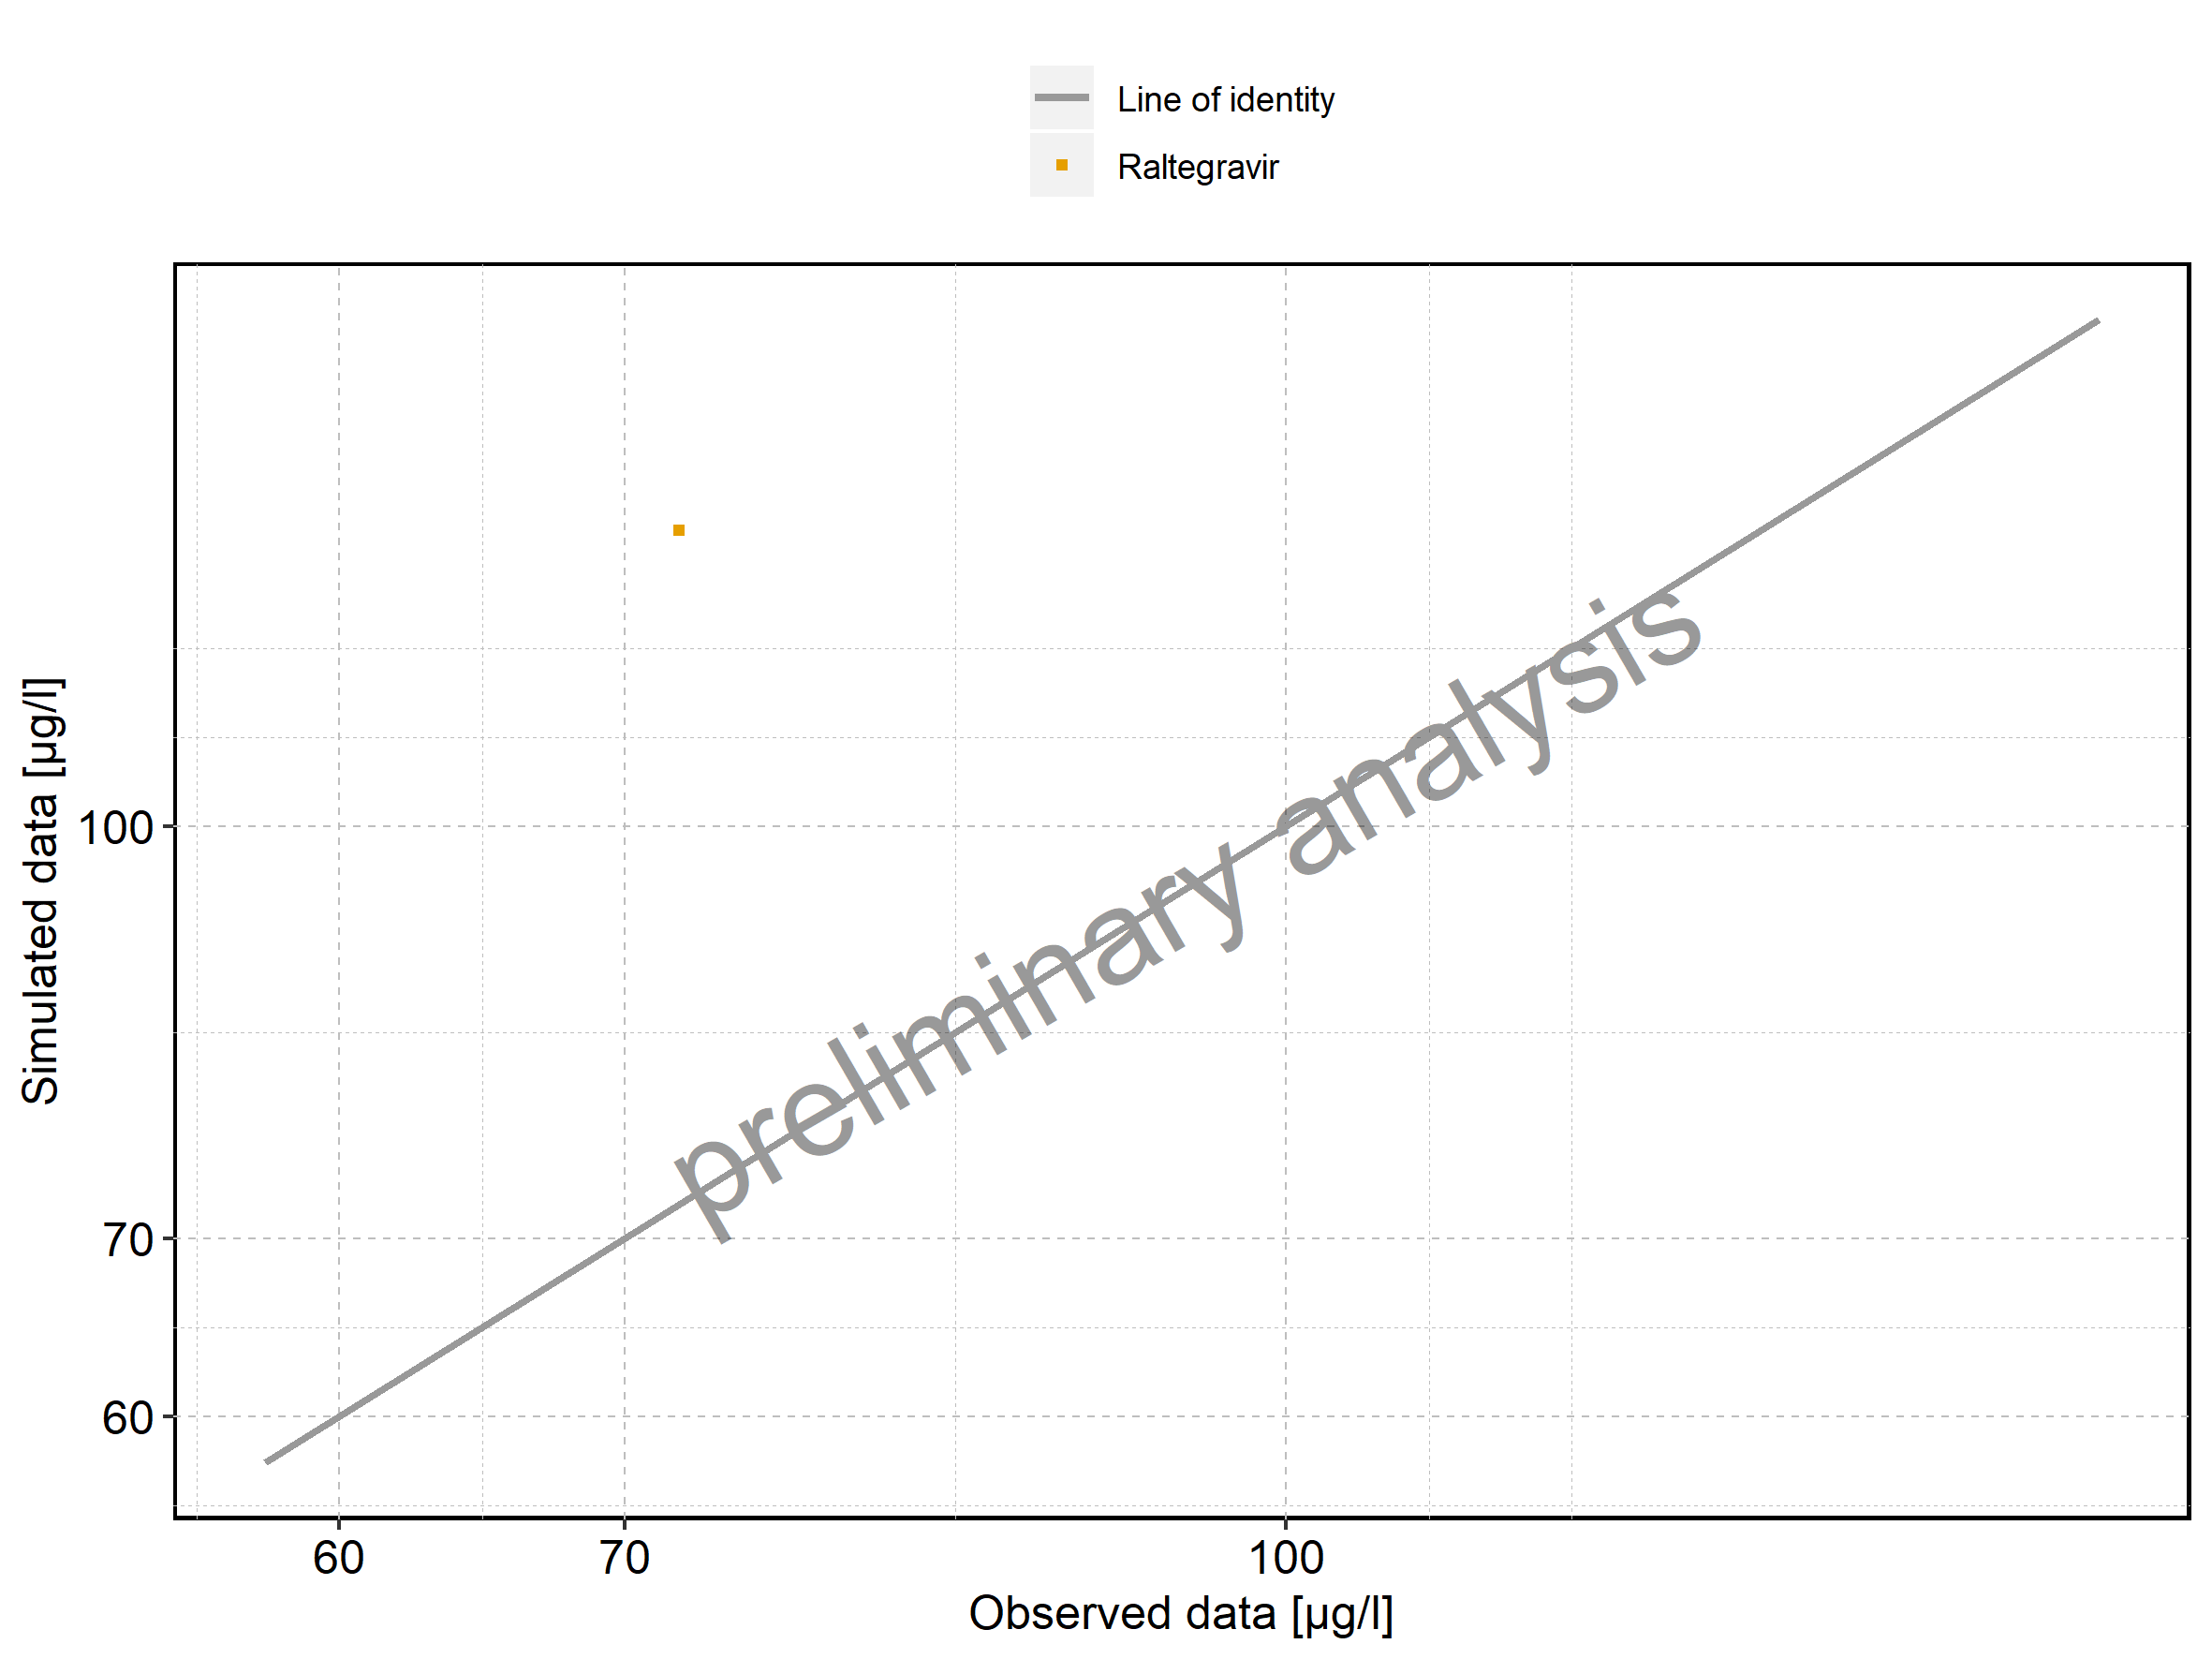 Line of identity
Raltegravir
Simulated data [µg/l]
100
70
60
preliminary analysis
60 70 100
Observed data [µg/l]